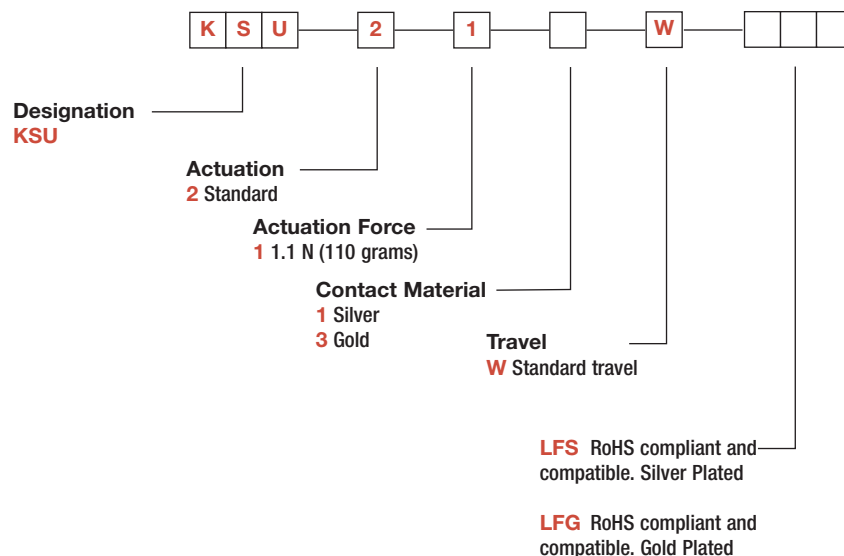 K S U 2 1 W
Designation
KSU
Actuation
2 Standard
Actuation Force
1 1.1 N (110 grams)
Contact Material
1 Silver
3 Gold
Travel
W Standard travel
LFS RoHS compliant and
compatible. Silver Plated
LFG RoHS compliant and
compatible. Gold Plated